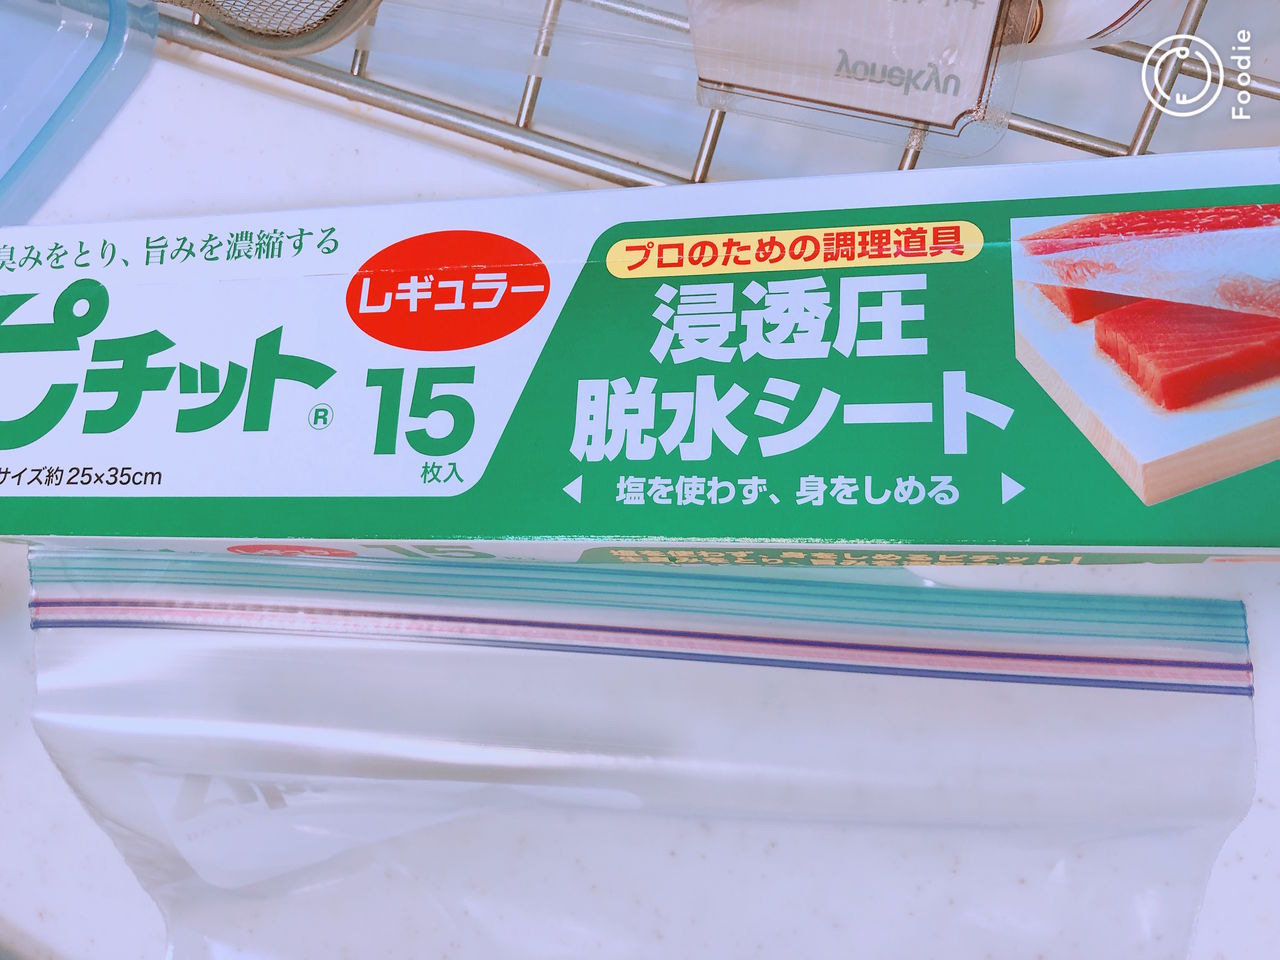 yonekyu
Foodie
臭みをとり、旨みを濃縮する
ピチット®
レギュラー
15
枚入
サイズ約25×35cm
プロのための調理道具
浸透圧
脱水シート
◀ 塩を使わず、身をしめる ▶
15